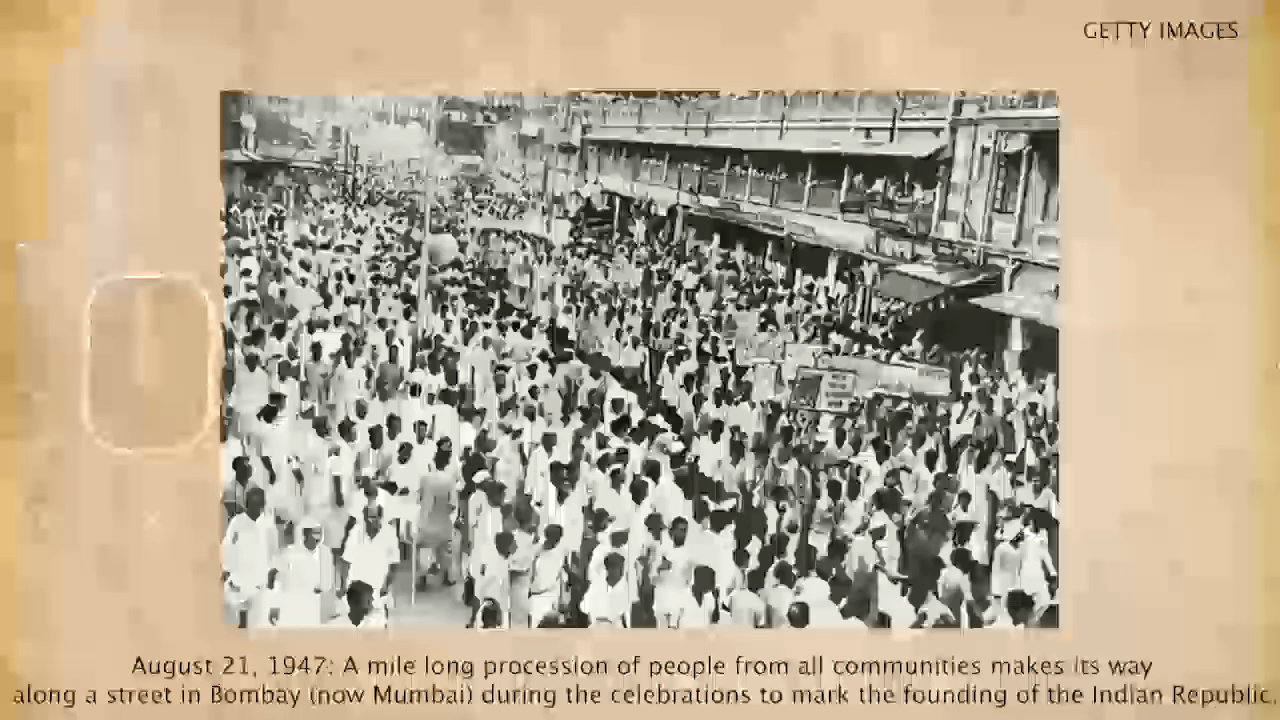 GETTY IMAGES
August 21, 1947: A mile long procession of people from all communities makes its way
along a street in Bombay (now Mumbai) during the celebrations to mark the founding of the Indian Republic.